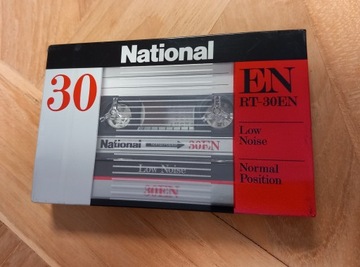 National
30
EN
RT-30EN
Low
Noise
Normal
Position
National
30EN
Low Noise
30EN